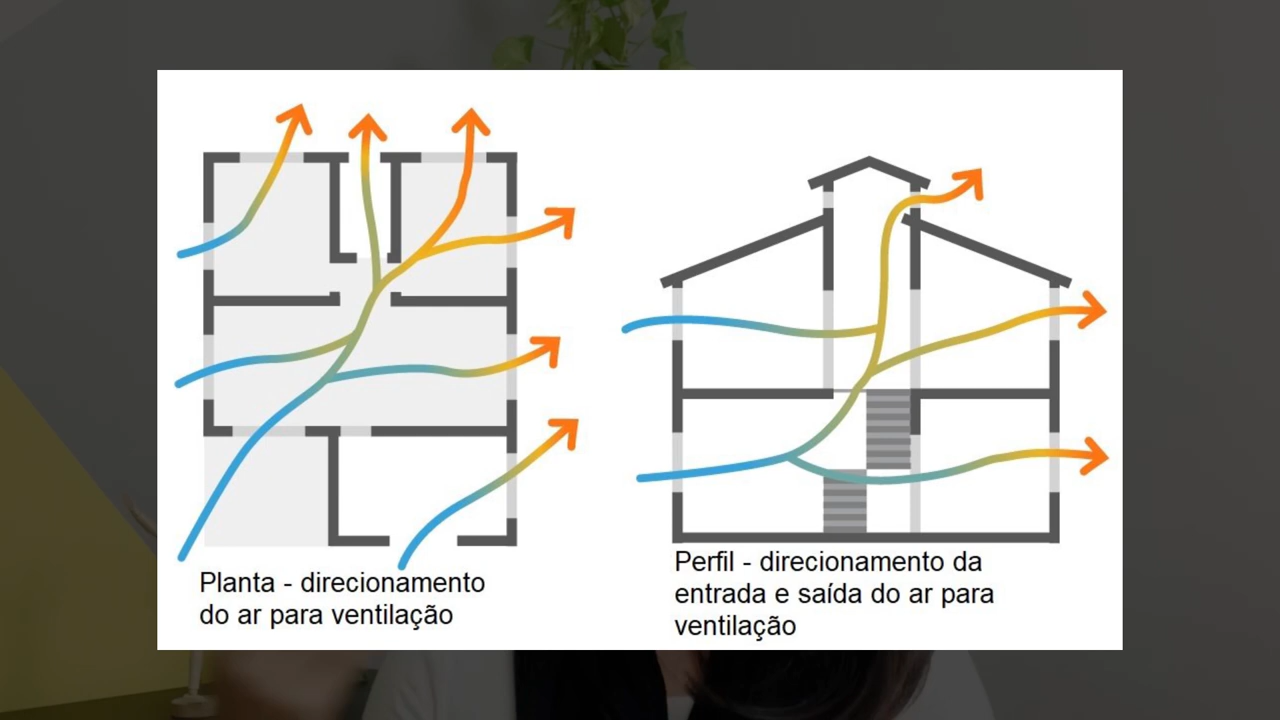 Planta - direcionamento
do ar para ventilação
Perfil - direcionamento da
entrada e saída do ar para
ventilação